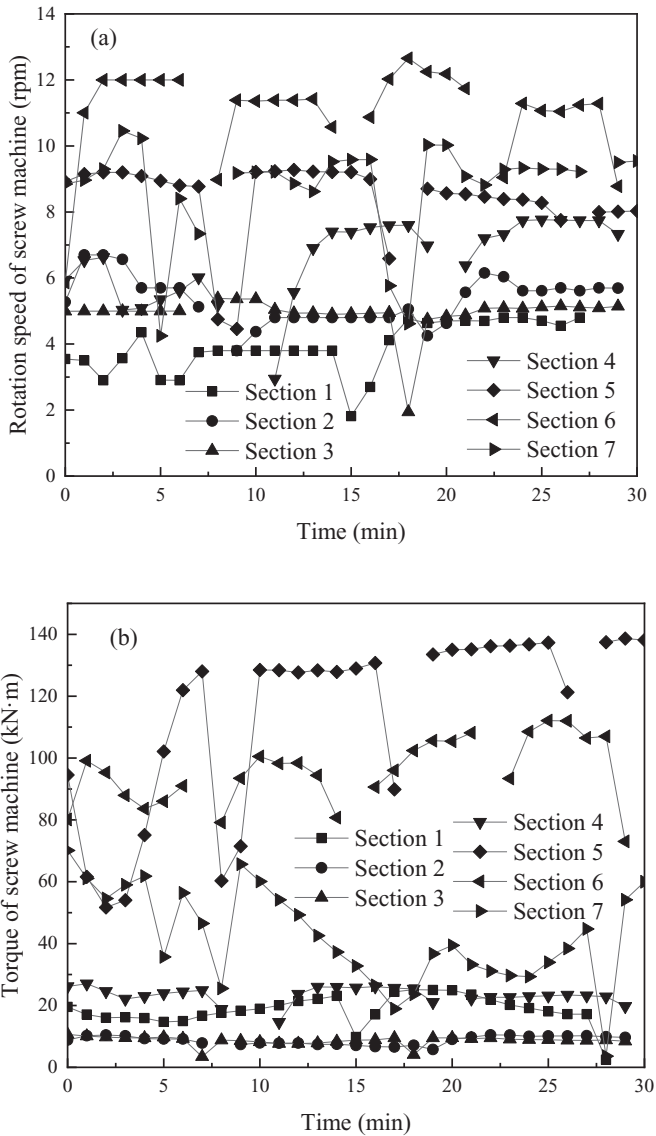 (a)
Rotation speed of screw machine (rpm)
14
12
10
8
6
4
2
0
Section 1
Section 2
Section 3
Section 4
Section 5
Section 6
Section 7
0 5 10 15 20 25 30
Time (min)
(b)
Torque of screw machine (kN·m)
140
120
100
80
60
40
20
0
Section 1
Section 2
Section 3
Section 4
Section 5
Section 6
Section 7
0 5 10 15 20 25 30
Time (min)